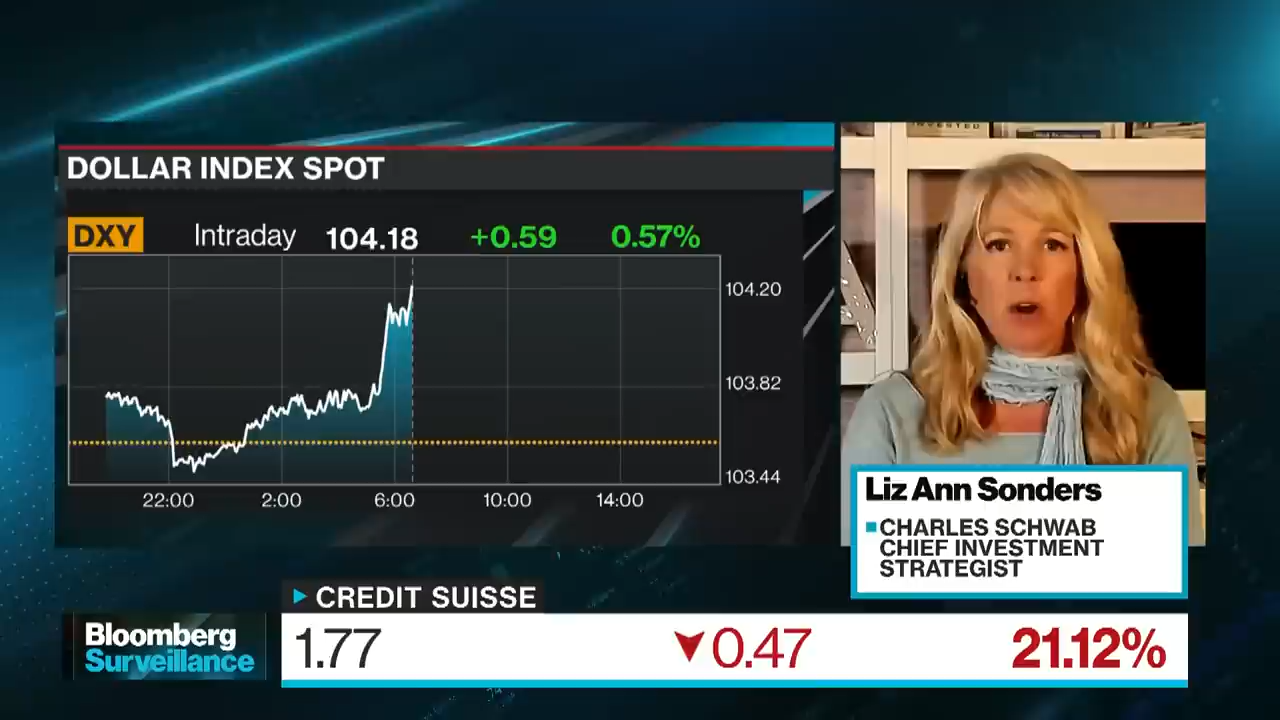 DOLLAR INDEX SPOT
DXY Intraday 104.18 +0.59 0.57%
104.20
103.82
103.44
22:00 2:00 6:00 10:00 14:00
INVESTED
Liz Ann Sonders
CHARLES SCHWAB
CHIEF INVESTMENT
STRATEGIST
CREDIT SUISSE
Bloomberg
Surveillance
1.77 0.47 21.12%